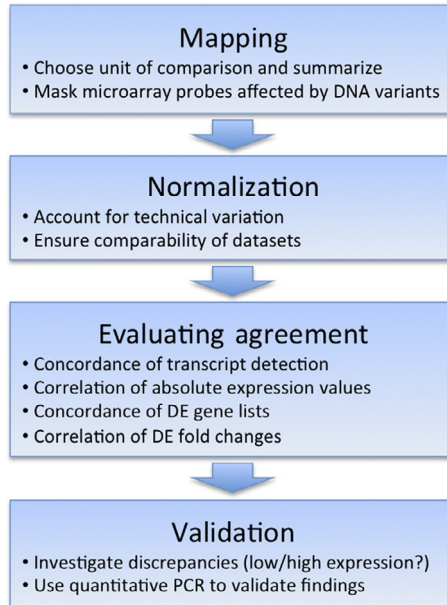 Mapping
• Choose unit of comparison and summarize
• Mask microarray probes affected by DNA variants
Normalization
• Account for technical variation
• Ensure comparability of datasets
Evaluating agreement
• Concordance of transcript detection
• Correlation of absolute expression values
• Concordance of DE gene lists
• Correlation of DE fold changes
Validation
• Investigate discrepancies (low/high expression?)
• Use quantitative PCR to validate findings